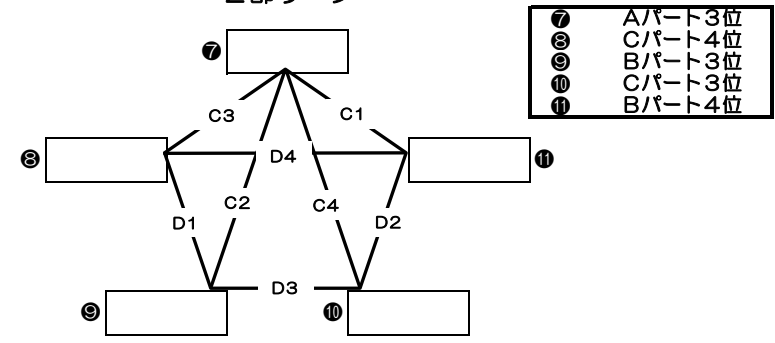 ❼ Aパート3位
❽ Cパート4位
❾ Bパート3位
❿ Cパート3位
⓫ Bパート4位
❼
C3 C1
❽ D4 ⓫
D1 C2 C4 D2
D3
❾ ❿